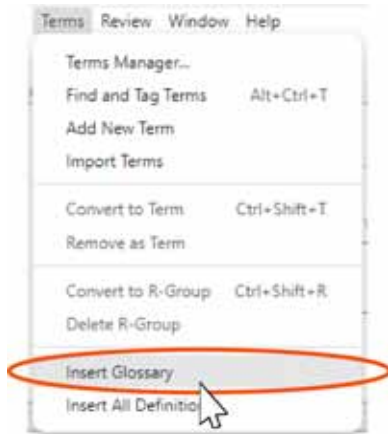 Terms Review Window Help
Terms Manager...
Find and Tag Terms Alt+Ctrl+T
Add New Term
Import Terms
Convert to Term Ctrl+Shift+T
Remove as Term
Convert to R-Group Ctrl+Shift+R
Delete R-Group
Insert Glossary
Insert All Definitio